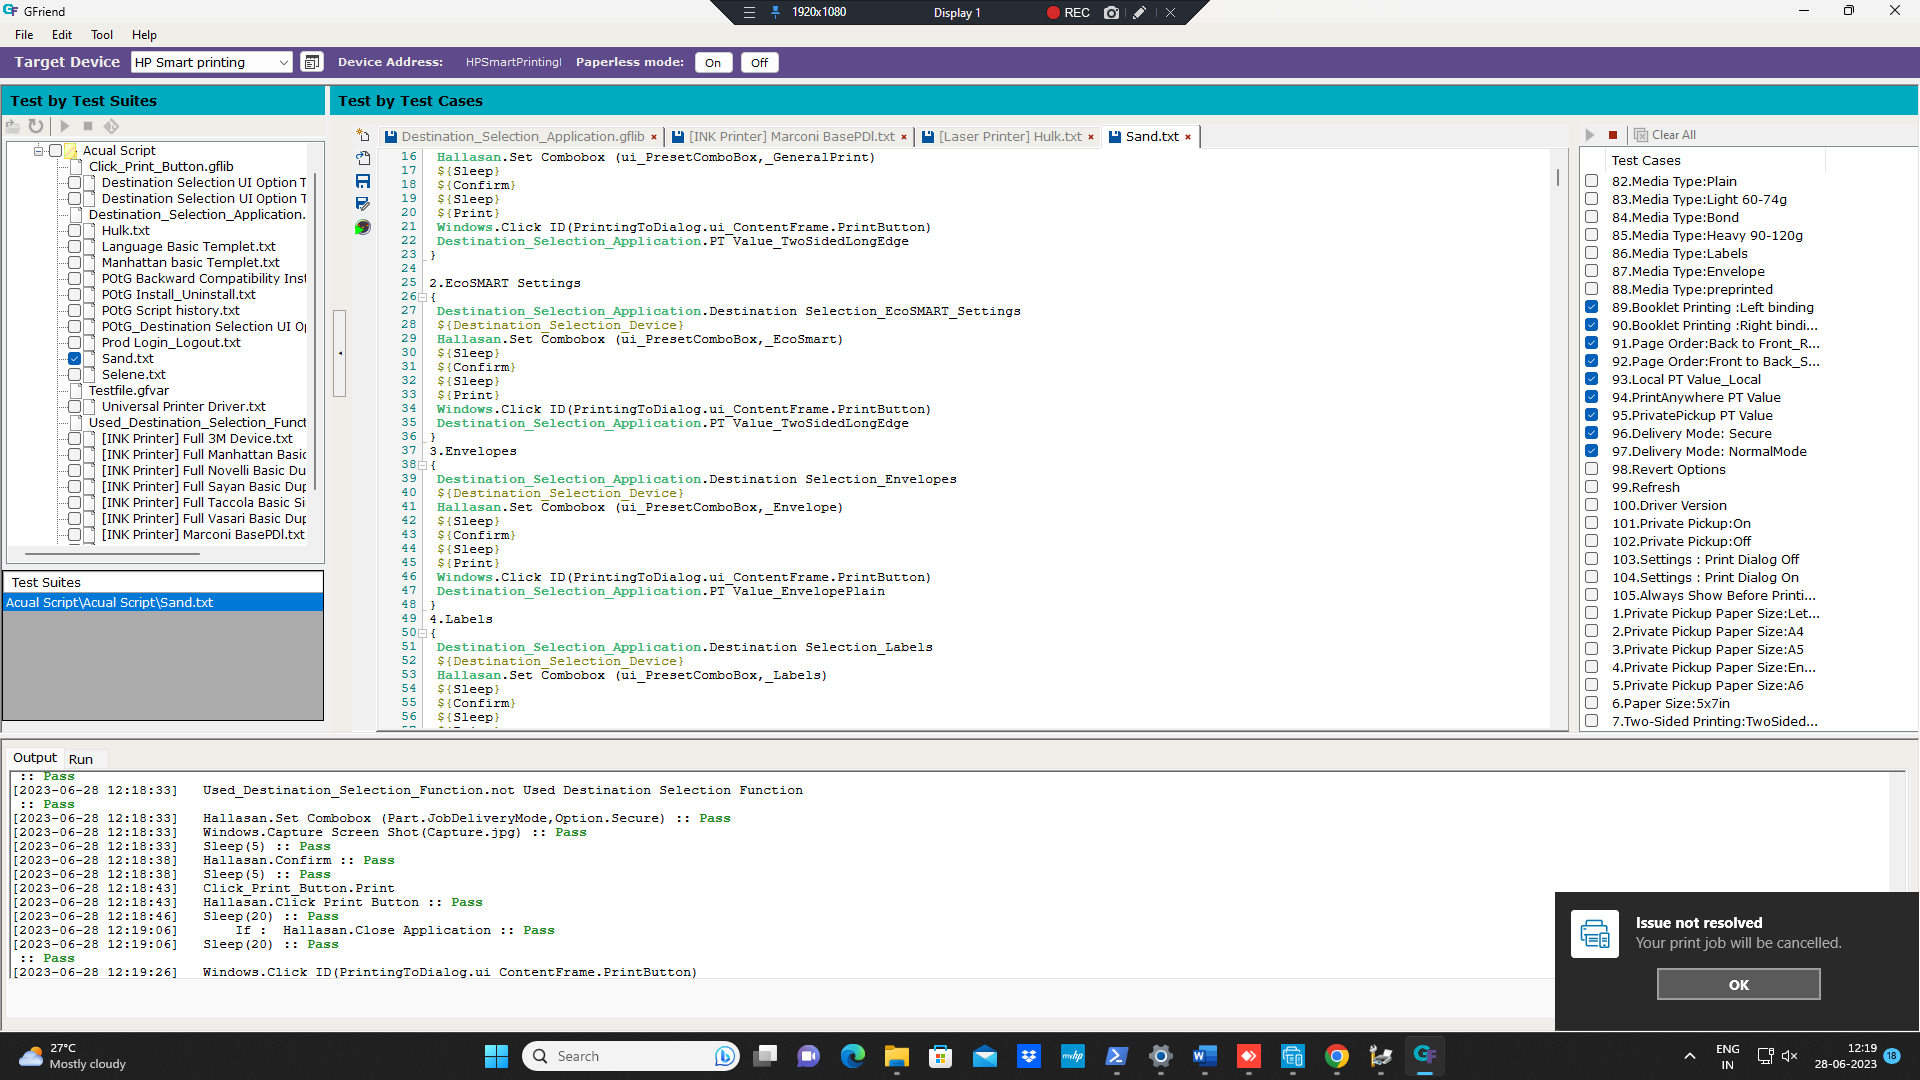 GFriend
1920x1080
Display 1
REC
File
Edit
Tool
Help
Target Device
HP Smart printing
Device Address:
HPSmartPrintingI
Paperless mode:
On
Off
Test by Test Suites
Acual Script
Click_Print_Button.gflib
Destination Selection UI Option T
Destination Selection UI Option T
Destination_Selection_Application.
Hulk.txt
Language Basic Templet.txt
Manhattan basic Templet.txt
POtG Backward Compatibility Inst
POtG Install_Uninstall.txt
POtG Script history.txt
POtG_Destination Selection UI Op
Prod Login_Logout.txt
Sand.txt
Selene.txt
Testfile.gfvar
Universal Printer Driver.txt
Used_Destination_Selection_Funct
[INK Printer] Full 3M Device.txt
[INK Printer] Full Manhattan Basic
[INK Printer] Full Novelli Basic Du
[INK Printer] Full Sayan Basic Dup
[INK Printer] Full Taccola Basic Si
[INK Printer] Full Vasari Basic Dup
[INK Printer] Marconi BasePDl.txt
Test Suites
Acual Script\Acual Script\Sand.txt
Test by Test Cases
Destination_Selection_Application.gflib
[INK Printer] Marconi BasePDl.txt
[Laser Printer] Hulk.txt
Sand.txt
16 Hallasan.Set Combobox (ui_PresetComboBox,_GeneralPrint)
17 ${Sleep}
18 ${Confirm}
19 ${Sleep}
20 ${Print}
21 Windows.Click ID(PrintingToDialog.ui_ContentFrame.PrintButton)
22 Destination_Selection_Application.PT Value_TwoSidedLongEdge
23 }
24
25 2.EcoSMART Settings
26 {
27 Destination_Selection_Application.Destination Selection_EcoSMART_Settings
28 ${Destination_Selection_Device}
29 Hallasan.Set Combobox (ui_PresetComboBox,_EcoSmart)
30 ${Sleep}
31 ${Confirm}
32 ${Sleep}
33 ${Print}
34 Windows.Click ID(PrintingToDialog.ui_ContentFrame.PrintButton)
35 Destination_Selection_Application.PT Value_TwoSidedLongEdge
36 }
37 3.Envelopes
38 {
39 Destination_Selection_Application.Destination Selection_Envelopes
40 ${Destination_Selection_Device}
41 Hallasan.Set Combobox (ui_PresetComboBox,_Envelope)
42 ${Sleep}
43 ${Confirm}
44 ${Sleep}
45 ${Print}
46 Windows.Click ID(PrintingToDialog.ui_ContentFrame.PrintButton)
47 Destination_Selection_Application.PT Value_EnvelopePlain
48 }
49 4.Labels
50 {
51 Destination_Selection_Application.Destination Selection_Labels
52 ${Destination_Selection_Device}
53 Hallasan.Set Combobox (ui_PresetComboBox,_Labels)
54 ${Sleep}
55 ${Confirm}
56 ${Sleep}
Clear All
Test Cases
82.Media Type:Plain
83.Media Type:Light 60-74g
84.Media Type:Bond
85.Media Type:Heavy 90-120g
86.Media Type:Labels
87.Media Type:Envelope
88.Media Type:preprinted
89.Booklet Printing :Left binding
90.Booklet Printing :Right bindi...
91.Page Order:Back to Front_R...
92.Page Order:Front to Back_S...
93.Local PT Value_Local
94.PrintAnywhere PT Value
95.PrivatePickup PT Value
96.Delivery Mode: Secure
97.Delivery Mode: NormalMode
98.Revert Options
99.Refresh
100.Driver Version
101.Private Pickup:On
102.Private Pickup:Off
103.Settings : Print Dialog Off
104.Settings : Print Dialog On
105.Always Show Before Printi...
1.Private Pickup Paper Size:Let...
2.Private Pickup Paper Size:A4
3.Private Pickup Paper Size:A5
4.Private Pickup Paper Size:En...
5.Private Pickup Paper Size:A6
6.Paper Size:5x7in
7.Two-Sided Printing:TwoSided...
Output
Run
:: Pass
[2023-06-28 12:18:33] Used_Destination_Selection_Function.not Used Destination Selection Function
:: Pass
[2023-06-28 12:18:33] Hallasan.Set Combobox (Part.JobDeliveryMode,Option.Secure) :: Pass
[2023-06-28 12:18:33] Windows.Capture Screen Shot(Capture.jpg) :: Pass
[2023-06-28 12:18:33] Sleep(5) :: Pass
[2023-06-28 12:18:38] Hallasan.Confirm :: Pass
[2023-06-28 12:18:38] Sleep(5) :: Pass
[2023-06-28 12:18:43] Click_Print_Button.Print
[2023-06-28 12:18:43] Hallasan.Click Print Button :: Pass
[2023-06-28 12:18:46] Sleep(20) :: Pass
[2023-06-28 12:19:06] If : Hallasan.Close Application :: Pass
[2023-06-28 12:19:06] Sleep(20) :: Pass
:: Pass
[2023-06-28 12:19:26] Windows.Click ID(PrintingToDialog.ui_ContentFrame.PrintButton)
Issue not resolved
Your print job will be cancelled.
OK
27°C
Mostly cloudy
Search
myhp
ENG
IN
12:19
28-06-2023
18